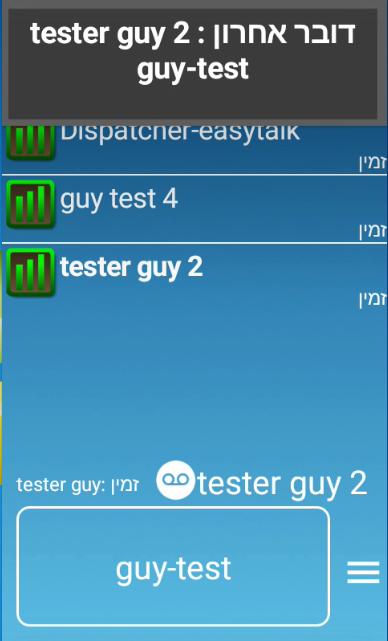 דובר אחרון : tester guy 2
guy-test
Dispatcher-easytalk
זמין
guy test 4
זמין
tester guy 2
זמין
tester guy: זמין
tester guy 2
guy-test